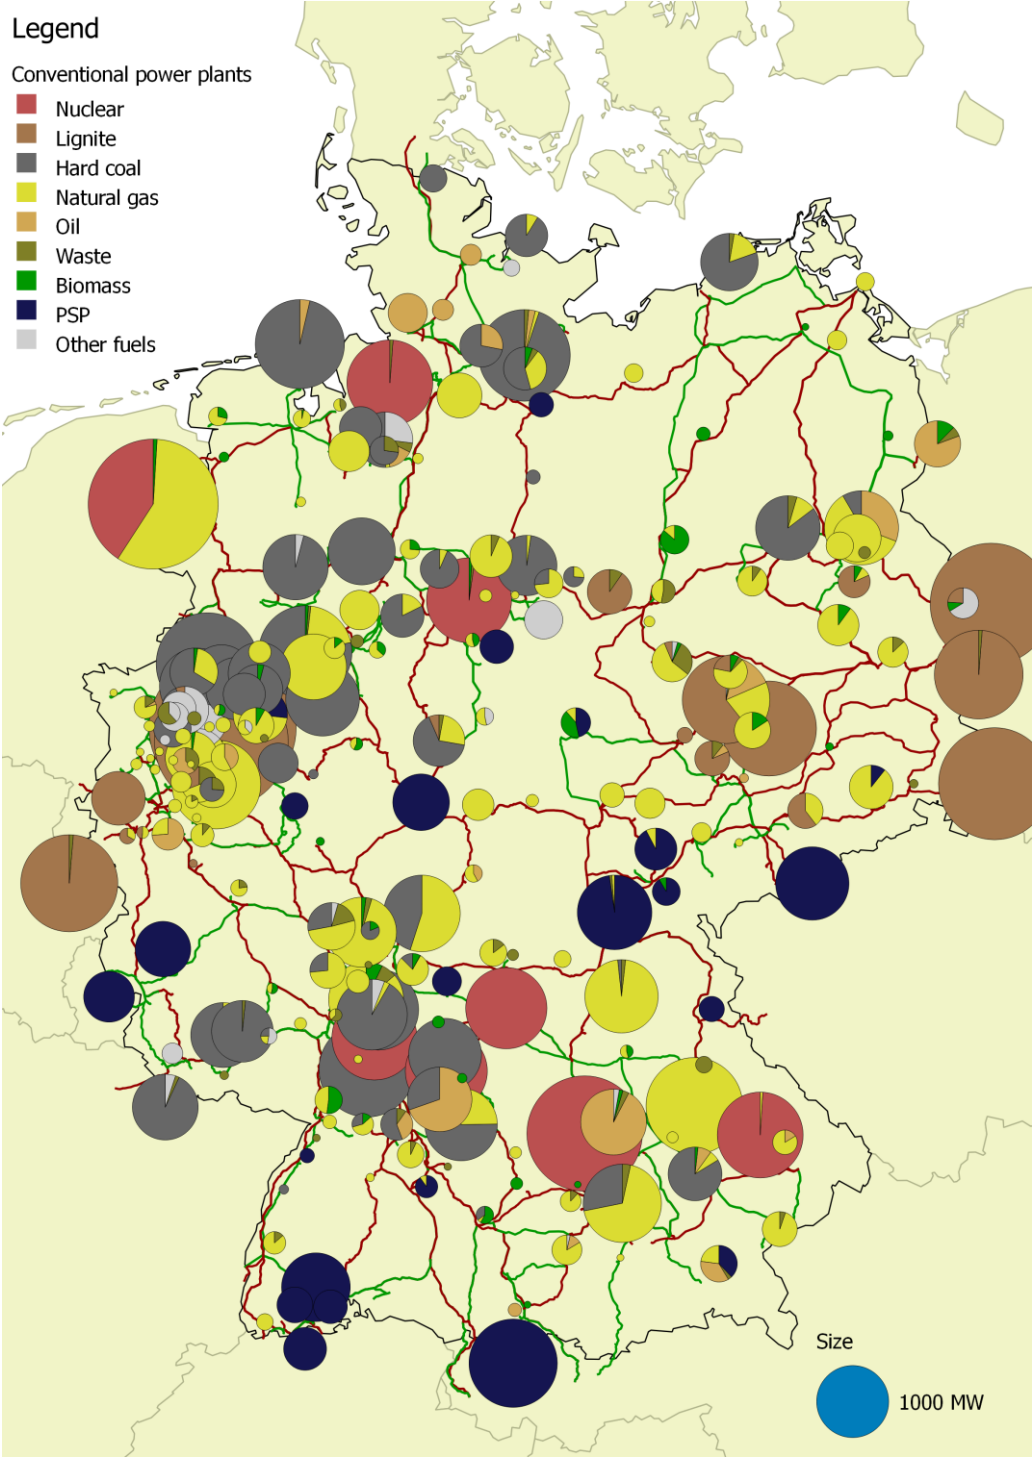 Legend
Conventional power plants
Nuclear
Lignite
Hard coal
Natural gas
Oil
Waste
Biomass
PSP
Other fuels
Size
1000 MW